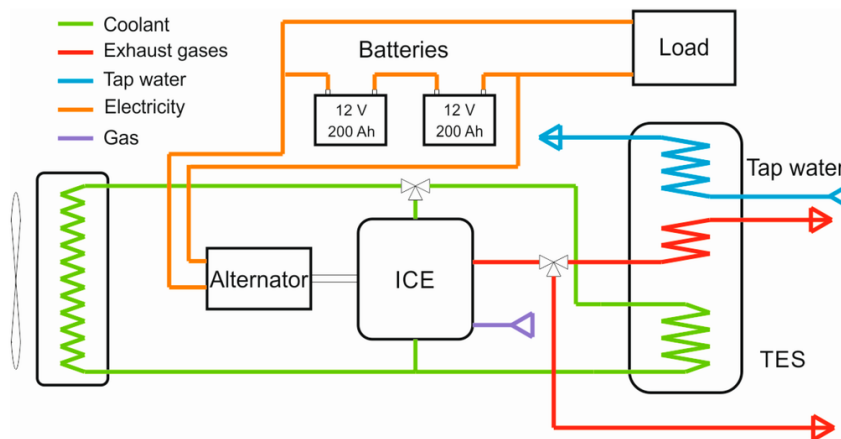 Coolant
Exhaust gases
Tap water
Electricity
Gas
Batteries
12 V
200 Ah
12 V
200 Ah
Load
Tap water
Alternator
ICE
TES